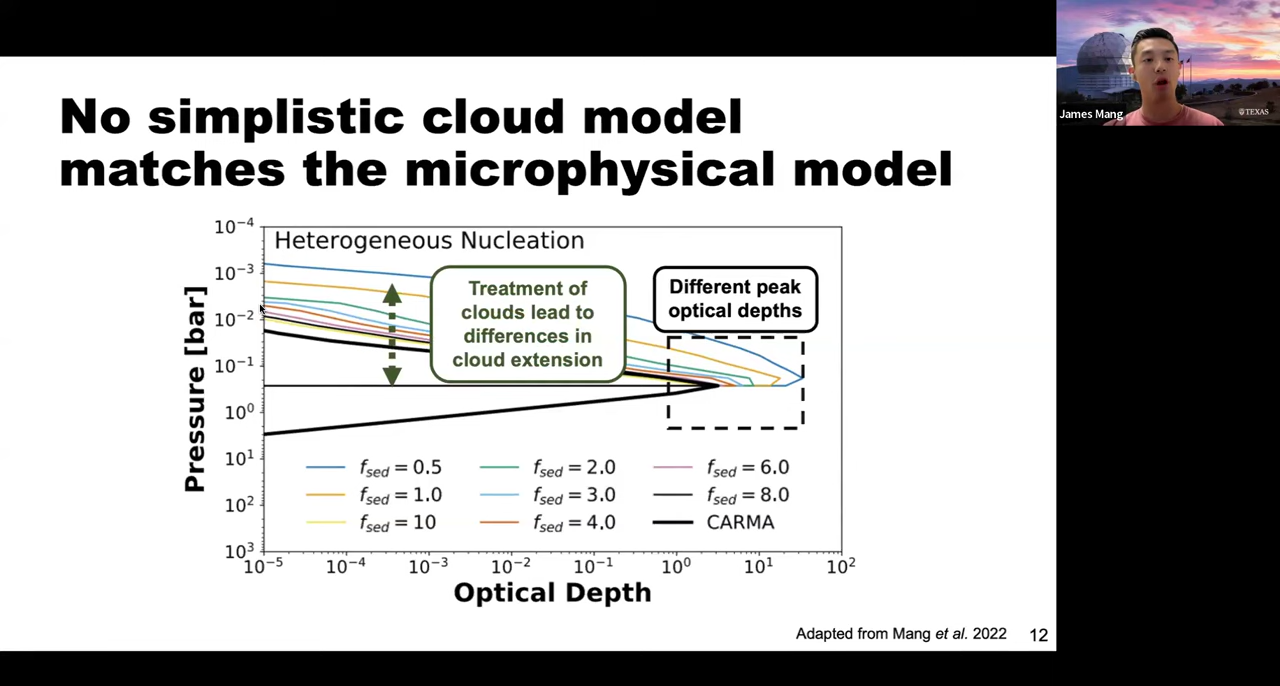 No simplistic cloud model
matches the microphysical model
Heterogeneous Nucleation
Treatment of
clouds lead to
differences in
cloud extension
Different peak
optical depths
Pressure [bar]
10⁻⁴
10⁻³
10⁻²
10⁻¹
10⁰
10¹
10²
10³
f_sed = 0.5
f_sed = 1.0
f_sed = 10
f_sed = 2.0
f_sed = 3.0
f_sed = 4.0
f_sed = 6.0
f_sed = 8.0
CARMA
10⁻⁵
10⁻⁴
10⁻³
10⁻²
10⁻¹
10⁰
10¹
10²
Optical Depth
Adapted from Mang et al. 2022
12
James Mang
TEXAS